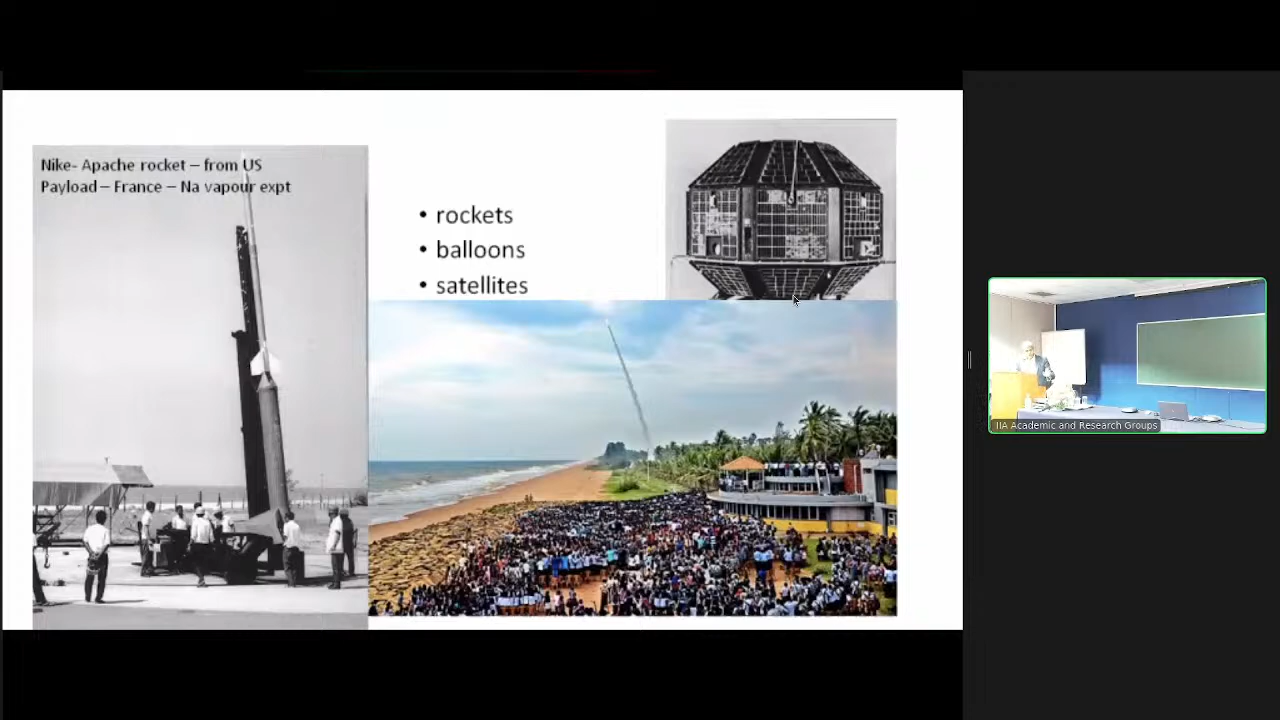 Nike- Apache rocket – from US
Payload – France – Na vapour expt
• rockets
• balloons
• satellites
IIA Academic and Research Groups